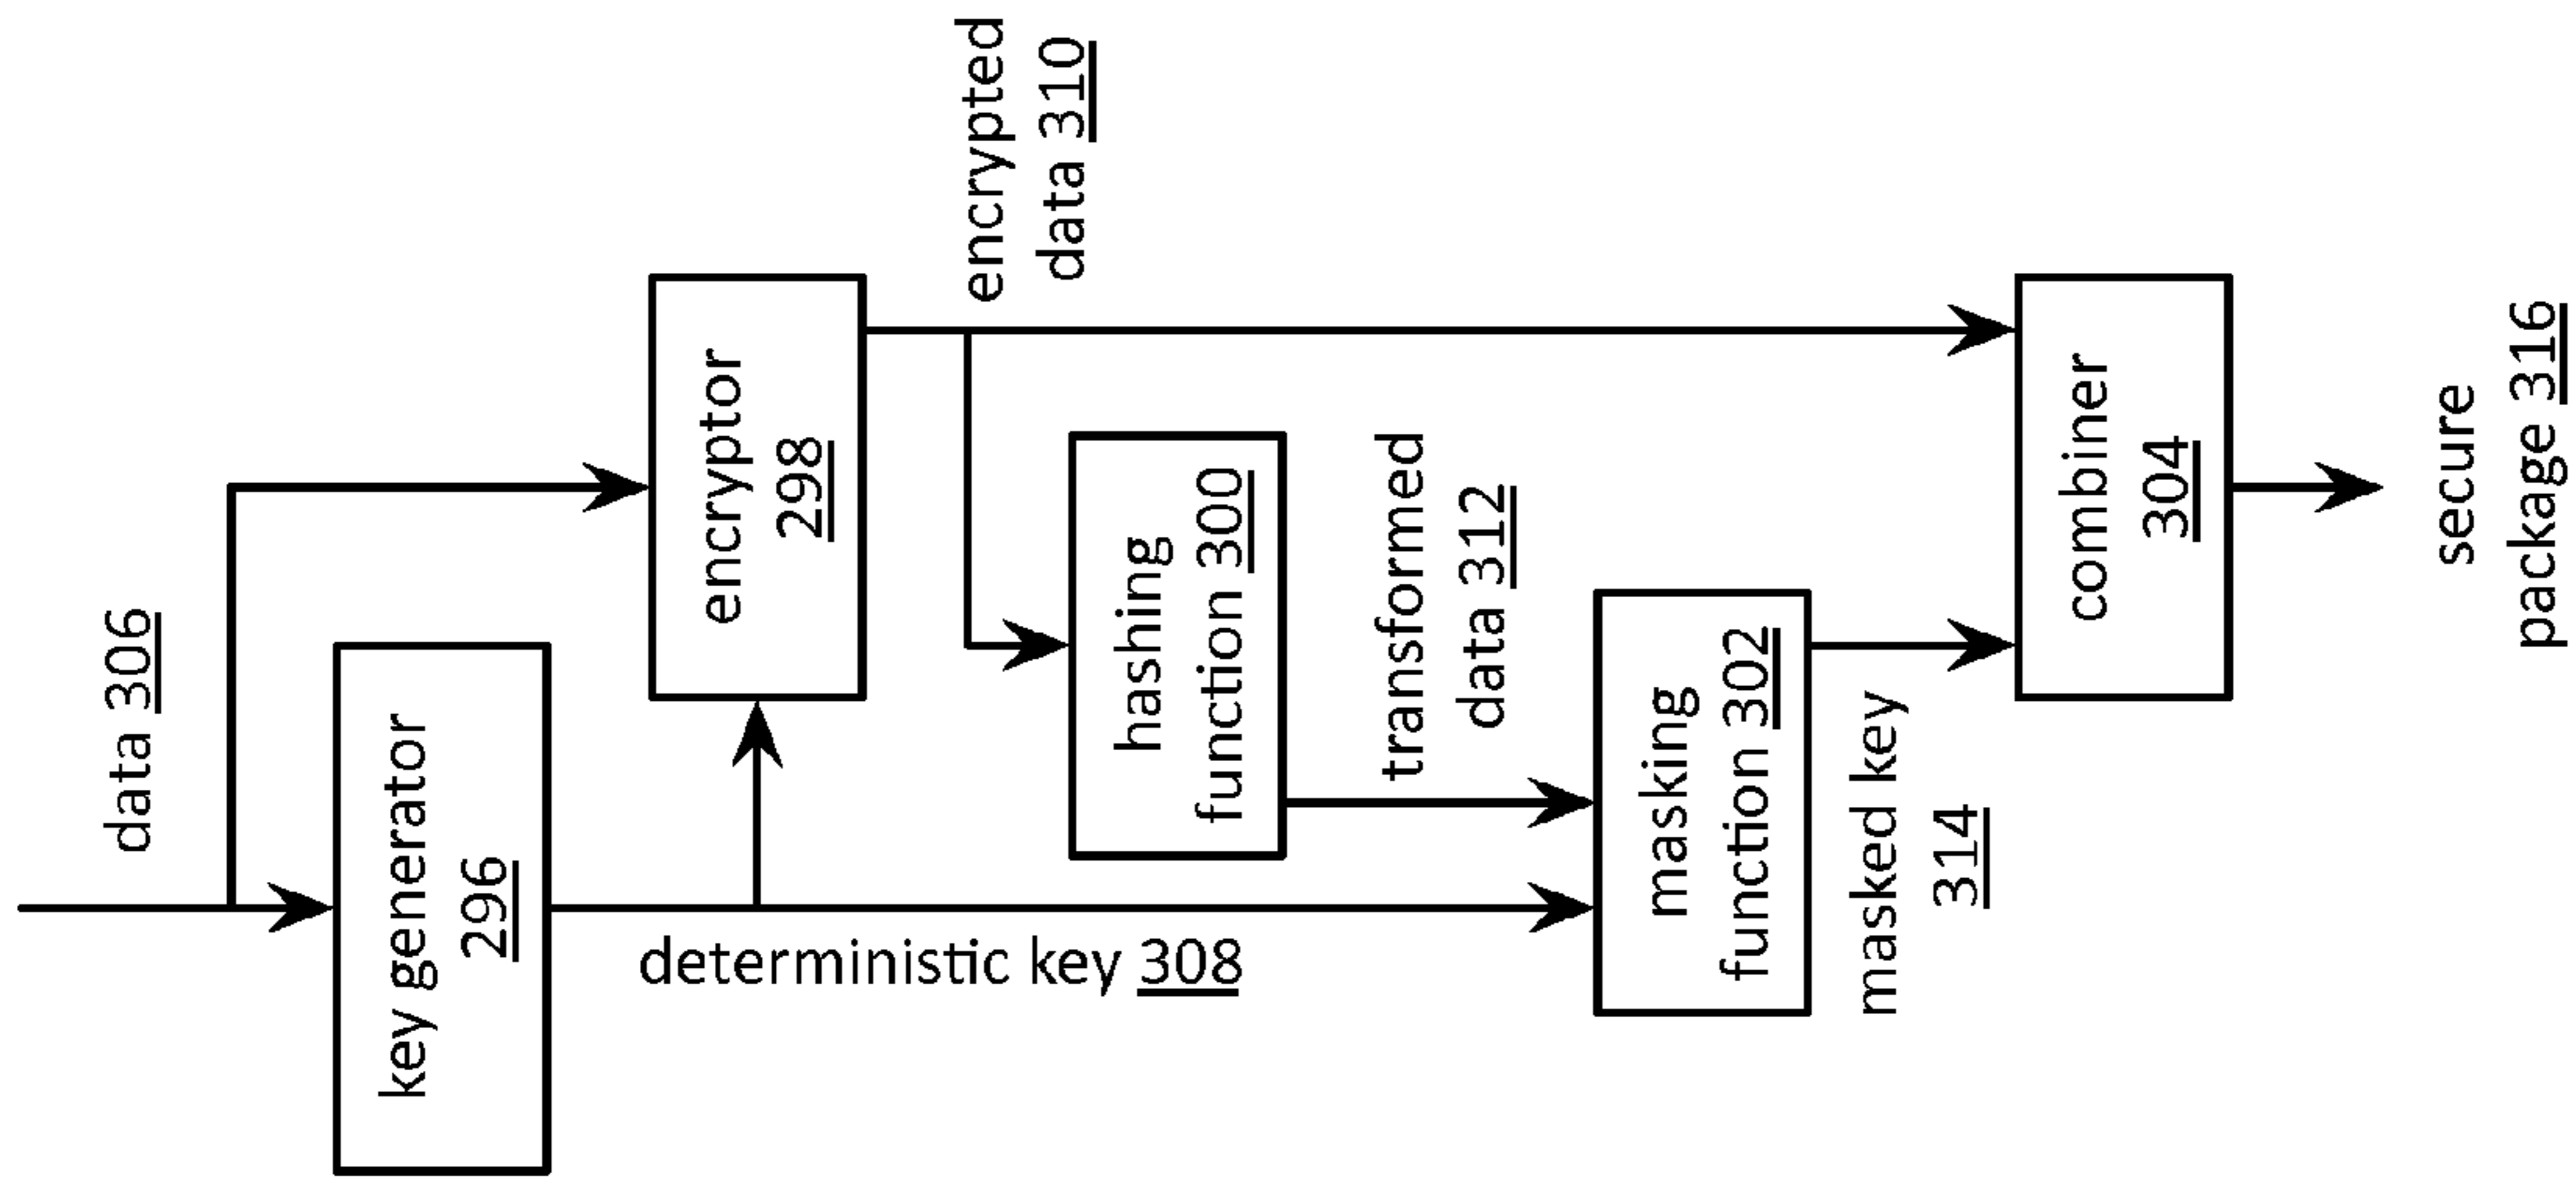 data 306
key generator
296
deterministic key 308
encryptor
298
encrypted
data 310
hashing
function 300
transformed
data 312
masking
function 302
masked key
314
combiner
304
secure
package 316